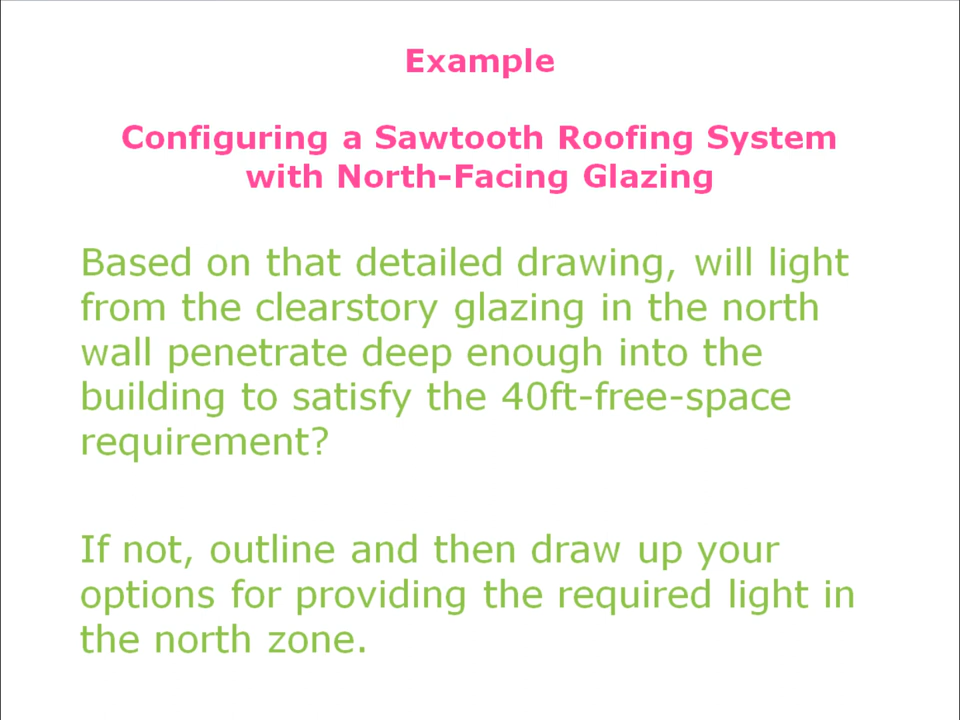 Example
Configuring a Sawtooth Roofing System
with North-Facing Glazing
Based on that detailed drawing, will light
from the clearstory glazing in the north
wall penetrate deep enough into the
building to satisfy the 40ft-free-space
requirement?
If not, outline and then draw up your
options for providing the required light in
the north zone.